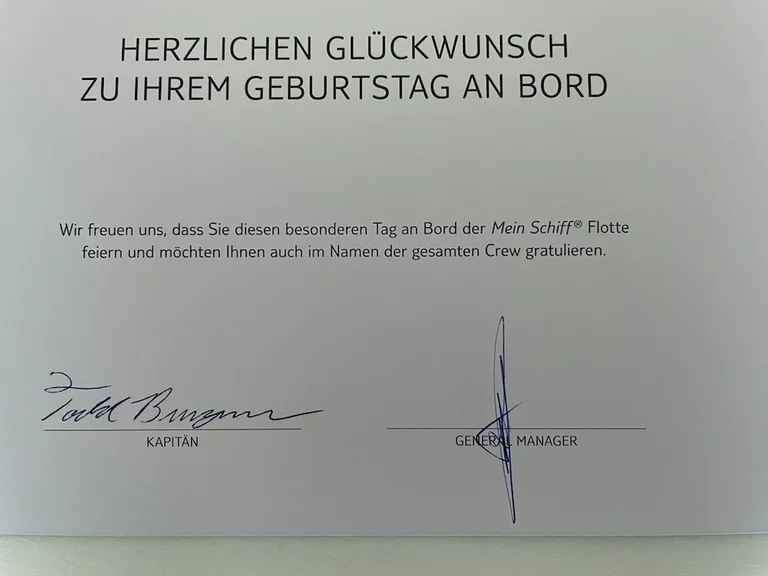 HERZLICHEN GLÜCKWUNSCH
ZU IHREM GEBURTSTAG AN BORD
Wir freuen uns, dass Sie diesen besonderen Tag an Bord der Mein Schiff® Flotte
feiern und möchten Ihnen auch im Namen der gesamten Crew gratulieren.
Todd
KAPITÄN
GENERAL MANAGER